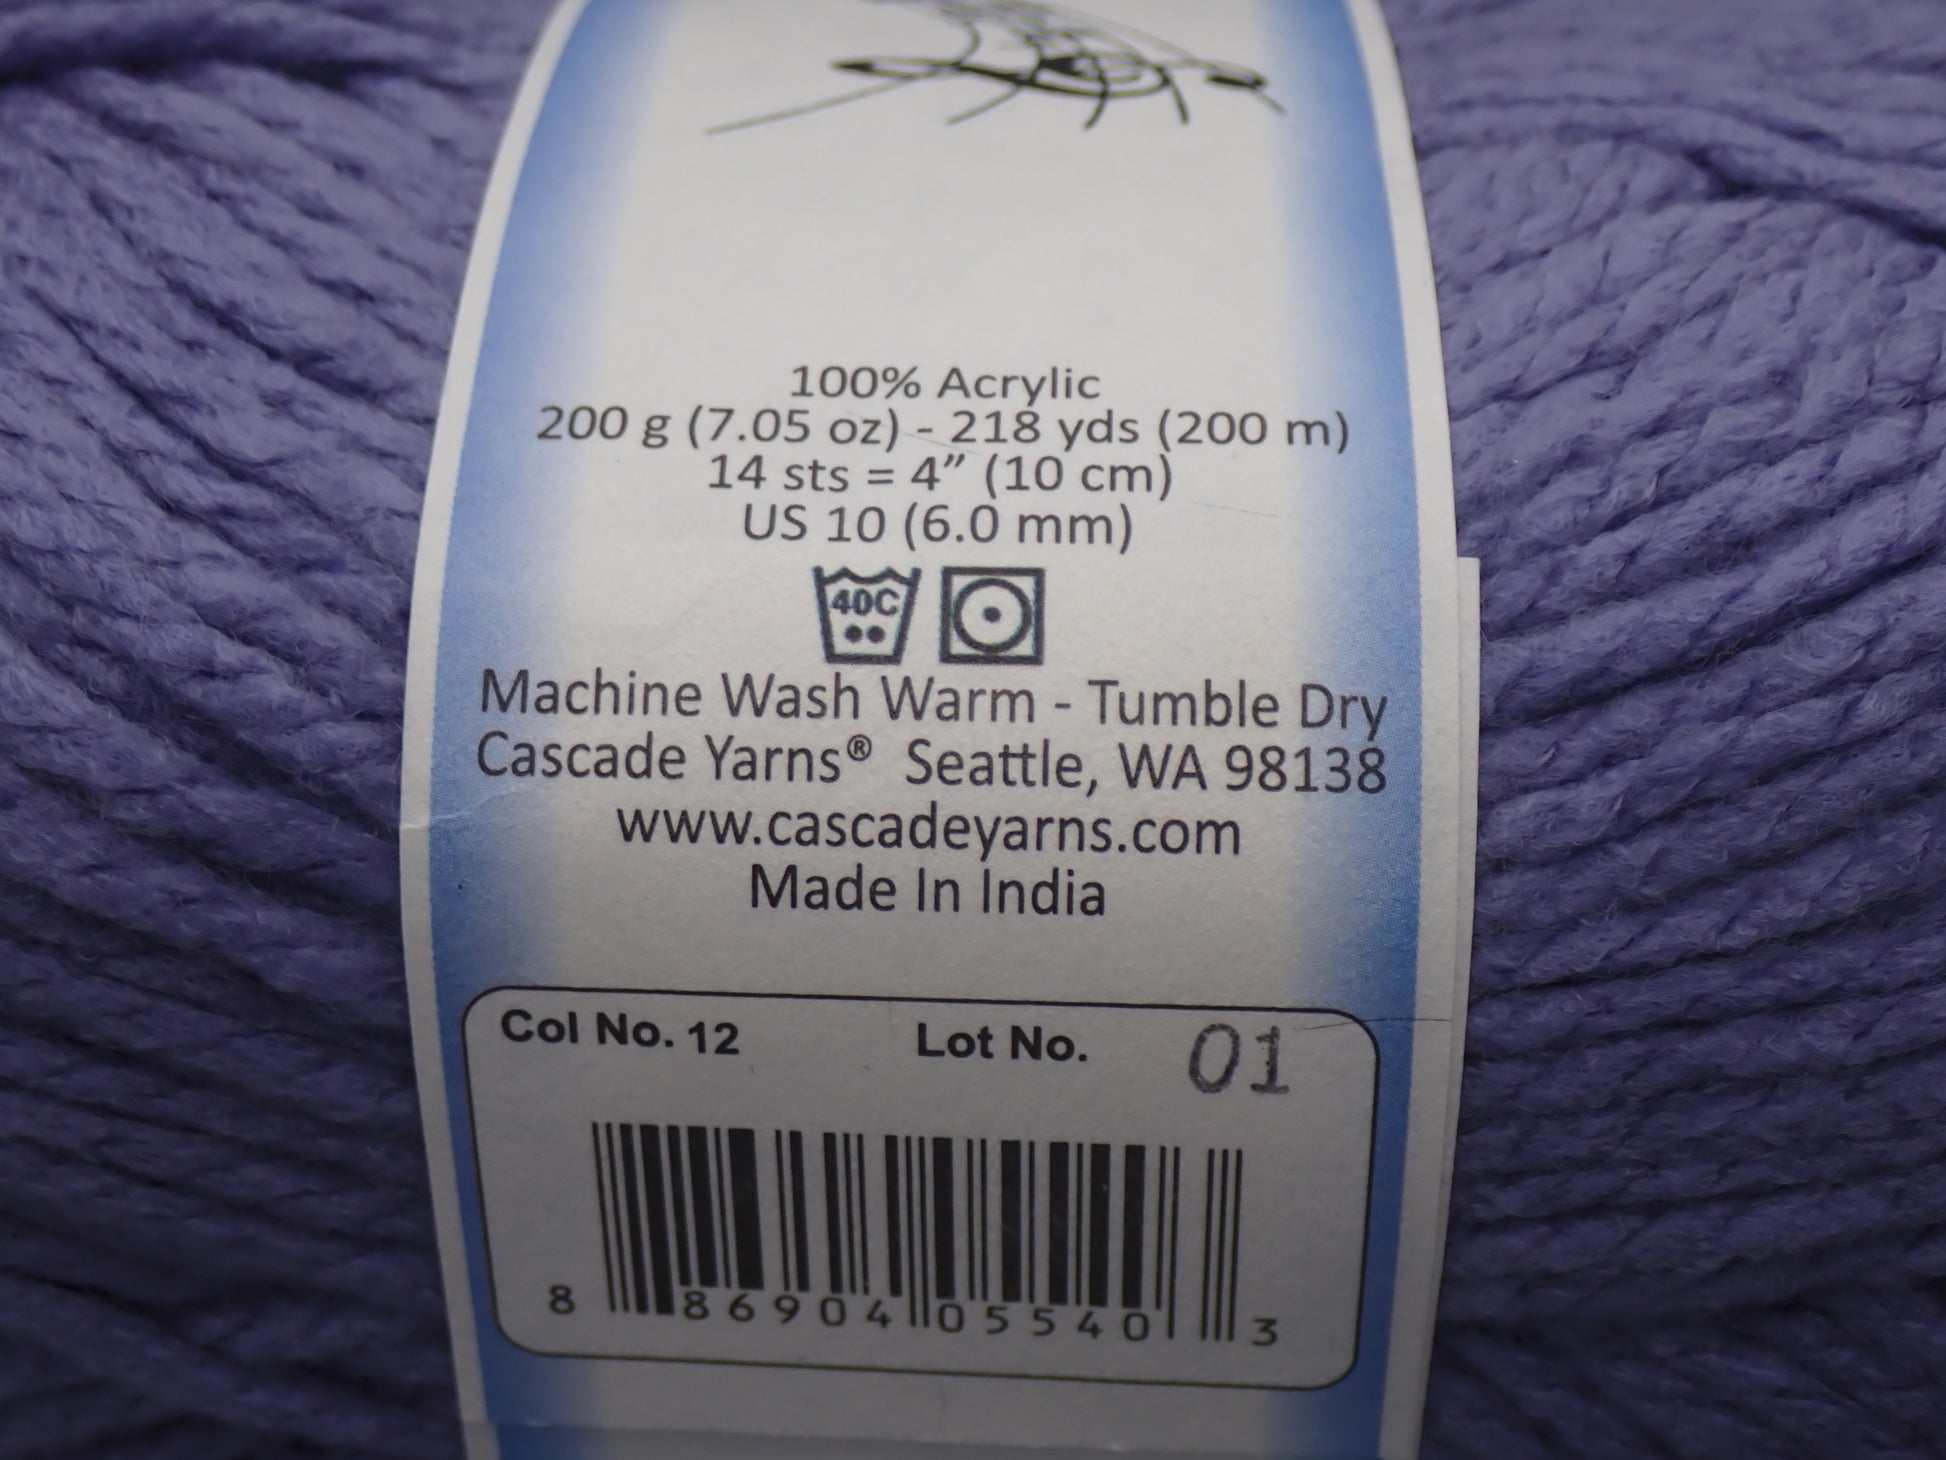 100% Acrylic
200 g (7.05 oz) - 218 yds (200 m)
14 sts = 4” (10 cm)
US 10 (6.0 mm)
40C
Machine Wash Warm - Tumble Dry
Cascade Yarns® Seattle, WA 98138
www.cascadeyarns.com
Made In India
Col No. 12 Lot No. 01
8 86904 05540 3